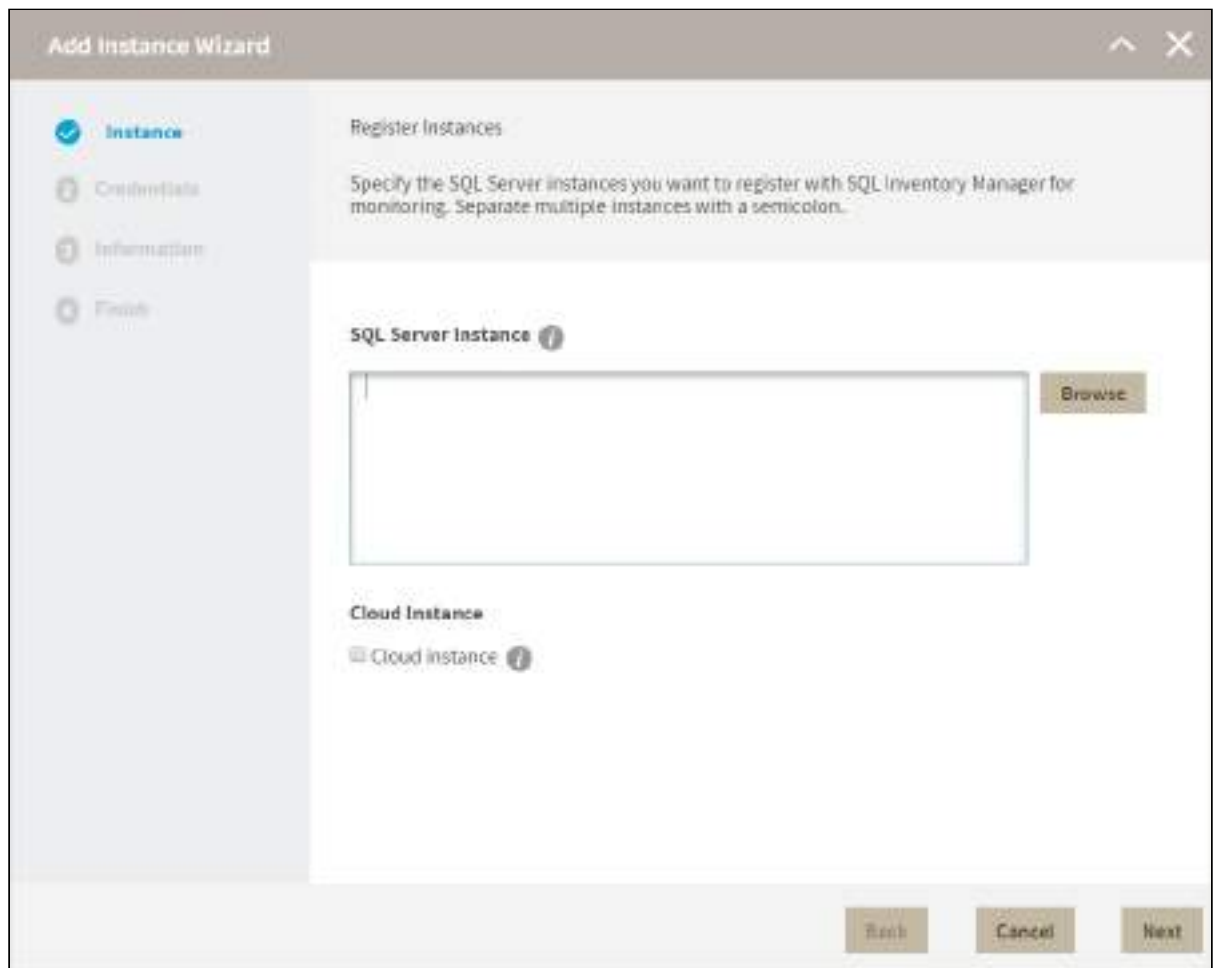 Add Instance Wizard
Instance
Credentials
Information
Finish
Register Instances
Specify the SQL Server instances you want to register with SQL Inventory Manager for
monitoring. Separate multiple instances with a semicolon.
SQL Server Instance
Browse
Cloud Instance
Cloud instance
Back
Cancel
Next